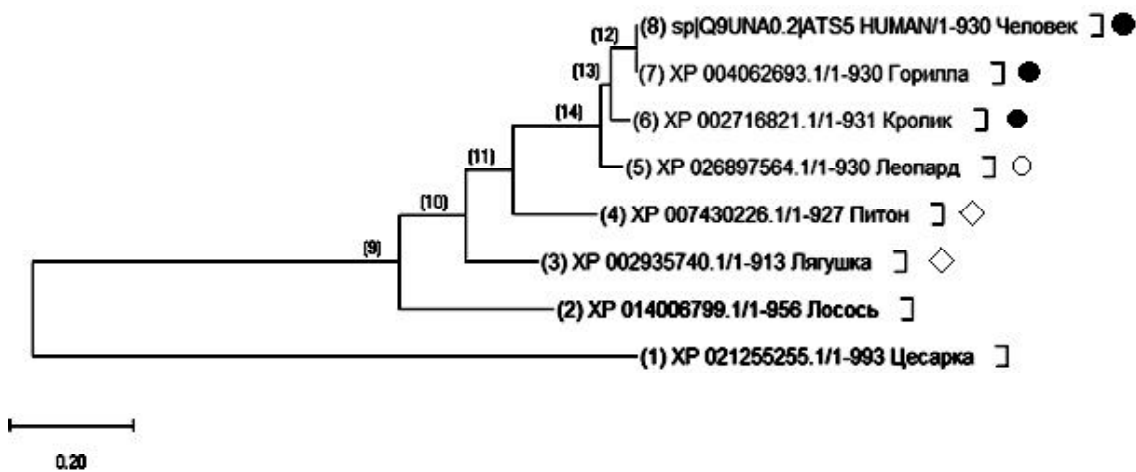 (12)
(8) sp|Q9UNA0.2|ATS5 HUMAN/1-930 Человек
(13)
(7) XP 004062693.1/1-930 Горилла
(14)
(6) XP 002716821.1/1-931 Кролик
(11)
(5) XP 026897564.1/1-930 Леопард
(10)
(4) XP 007430226.1/1-927 Питон
(9)
(3) XP 002935740.1/1-913 Лягушка
(2) XP 014006799.1/1-956 Лосось
(1) XP 021255255.1/1-993 Цесарка
0.20